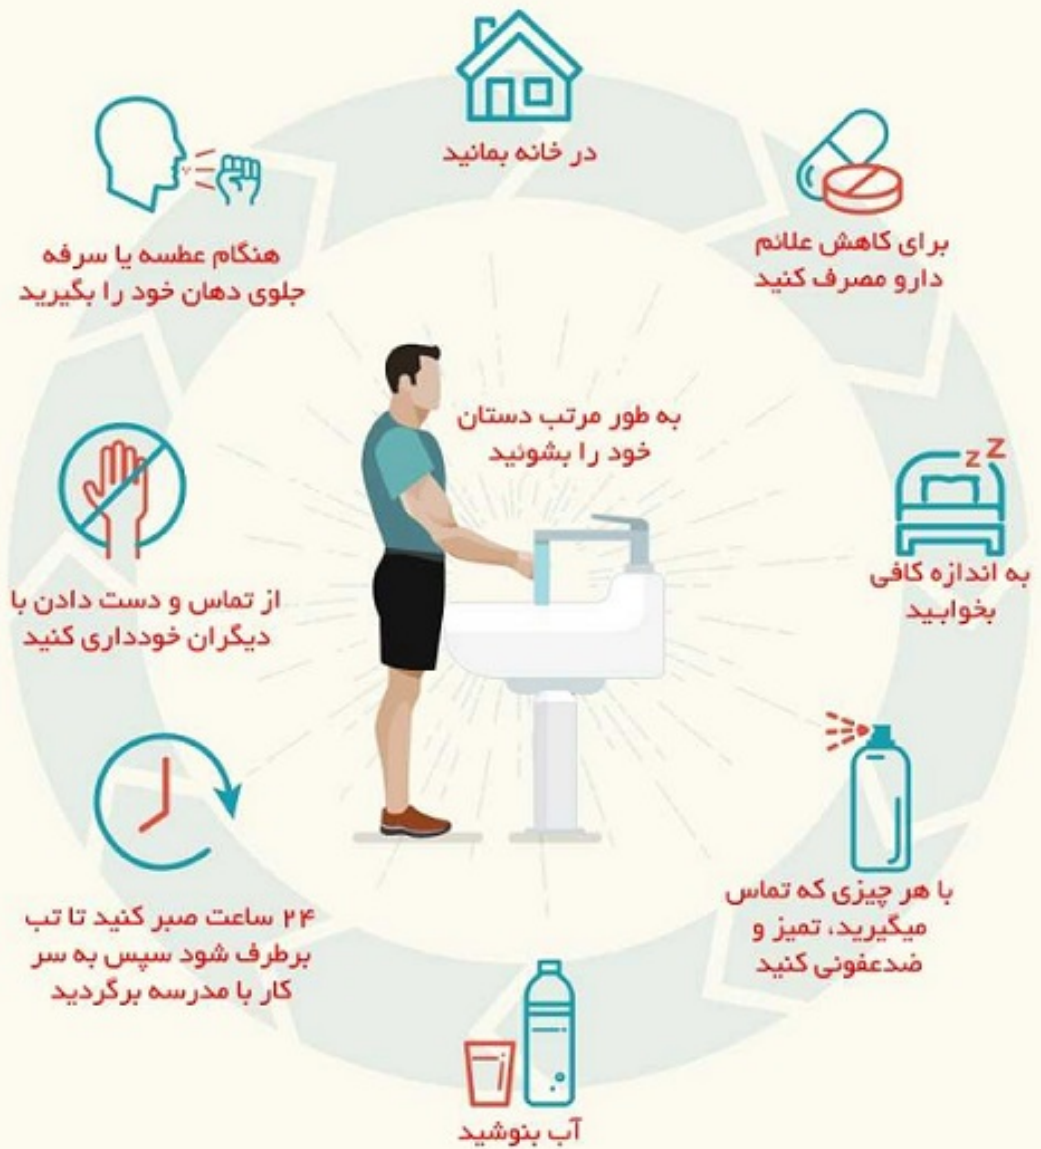 در خانه بمانید
برای کاهش علائم
دارو مصرف کنید
به اندازه کافی
بخوابید
با هر چیزی که تماس
میگیرید، تمیز و
ضدعفونی کنید
آب بنوشید
۲۴ ساعت صبر کنید تا تب
برطرف شود سپس به سر
کار با مدرسه برگردید
از تماس و دست دادن با
دیگران خودداری کنید
هنگام عطسه یا سرفه
جلوی دهان خود را بگیرید
به طور مرتب دستان
خود را بشوئید
z Z